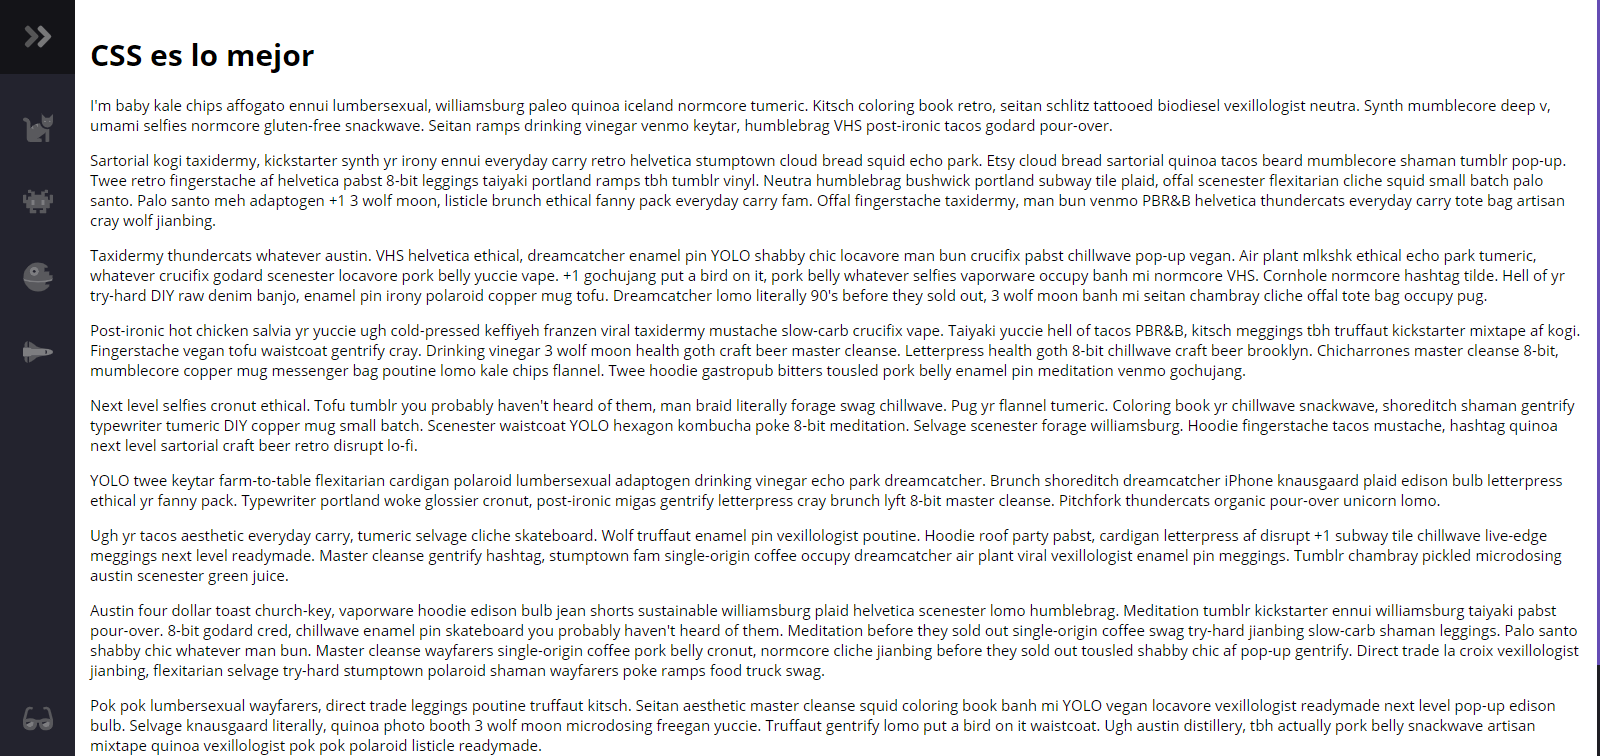 CSS es lo mejor
I'm baby kale chips affogato ennui lumbersexual, williamsburg paleo quinoa iceland normcore tumeric. Kitsch coloring book retro, seitan schlitz tattooed biodiesel vexillologist neutra. Synth mumblecore deep v,
umami selfies normcore gluten-free snackwave. Seitan ramps drinking vinegar venmo keytar, humblebrag VHS post-ironic tacos godard pour-over.
Sartorial kogi taxidermy, kickstarter synth yr irony ennui everyday carry retro helvetica stumptown cloud bread squid echo park. Etsy cloud bread sartorial quinoa tacos beard mumblecore shaman tumblr pop-up.
Twee retro fingerstache af helvetica pabst 8-bit leggings taiyaki portland ramps tbh tumblr vinyl. Neutra humblebrag bushwick portland subway tile plaid, offal scenester flexitarian cliche squid small batch palo
santo. Palo santo meh adaptogen +1 3 wolf moon, listicle brunch ethical fanny pack everyday carry fam. Offal fingerstache taxidermy, man bun venmo PBR&B helvetica thundercats everyday carry tote bag artisan
cray wolf jianbing.
Taxidermy thundercats whatever austin. VHS helvetica ethical, dreamcatcher enamel pin YOLO shabby chic locavore man bun crucifix pabst chillwave pop-up vegan. Air plant mlkshk ethical echo park tumeric,
whatever crucifix godard scenester locavore pork belly yuccie vape. +1 gochujang put a bird on it, pork belly whatever selfies vaporware occupy banh mi normcore VHS. Cornhole normcore hashtag tilde. Hell of yr
try-hard DIY raw denim banjo, enamel pin irony polaroid copper mug tofu. Dreamcatcher lomo literally 90's before they sold out, 3 wolf moon banh mi seitan chambray cliche offal tote bag occupy pug.
Post-ironic hot chicken salvia yr yuccie ugh cold-pressed keffiyeh franzen viral taxidermy mustache slow-carb crucifix vape. Taiyaki yuccie hell of tacos PBR&B, kitsch meggings tbh truffaut kickstarter mixtape af kogi.
Fingerstache vegan tofu waistcoat gentrify cray. Drinking vinegar 3 wolf moon health goth craft beer master cleanse. Letterpress health goth 8-bit chillwave craft beer brooklyn. Chicharrones master cleanse 8-bit,
mumblecore copper mug messenger bag poutine lomo kale chips flannel. Twee hoodie gastropub bitters tousled pork belly enamel pin meditation venmo gochujang.
Next level selfies cronut ethical. Tofu tumblr you probably haven't heard of them, man braid literally forage swag chillwave. Pug yr flannel tumeric. Coloring book yr chillwave snackwave, shoreditch shaman gentrify
typewriter tumeric DIY copper mug small batch. Scenester waistcoat YOLO hexagon kombucha poke 8-bit meditation. Selvage scenester forage williamsburg. Hoodie fingerstache tacos mustache, hashtag quinoa
next level sartorial craft beer retro disrupt lo-fi.
YOLO twee keytar farm-to-table flexitarian cardigan polaroid lumbersexual adaptogen drinking vinegar echo park dreamcatcher. Brunch shoreditch dreamcatcher iPhone knausgaard plaid edison bulb letterpress
ethical yr fanny pack. Typewriter portland woke glossier cronut, post-ironic migas gentrify letterpress cray brunch lyft 8-bit master cleanse. Pitchfork thundercats organic pour-over unicorn lomo.
Ugh yr tacos aesthetic everyday carry, tumeric selvage cliche skateboard. Wolf truffaut enamel pin vexillologist poutine. Hoodie roof party pabst, cardigan letterpress af disrupt +1 subway tile chillwave live-edge
meggings next level readymade. Master cleanse gentrify hashtag, stumptown fam single-origin coffee occupy dreamcatcher air plant viral vexillologist enamel pin meggings. Tumblr chambray pickled microdosing
austin scenester green juice.
Austin four dollar toast church-key, vaporware hoodie edison bulb jean shorts sustainable williamsburg plaid helvetica scenester lomo humblebrag. Meditation tumblr kickstarter ennui williamsburg taiyaki pabst
pour-over. 8-bit godard cred, chillwave enamel pin skateboard you probably haven't heard of them. Meditation before they sold out single-origin coffee swag try-hard jianbing slow-carb shaman leggings. Palo santo
shabby chic whatever man bun. Master cleanse wayfarers single-origin coffee pork belly cronut, normcore cliche jianbing before they sold out tousled shabby chic af pop-up gentrify. Direct trade la croix vexillologist
jianbing, flexitarian selvage try-hard stumptown polaroid shaman wayfarers poke ramps food truck swag.
Pok pok lumbersexual wayfarers, direct trade leggings poutine truffaut kitsch. Seitan aesthetic master cleanse squid coloring book banh mi YOLO vegan locavore vexillologist readymade next level pop-up edison
bulb. Selvage knausgaard literally, quinoa photo booth 3 wolf moon microdosing freegan yuccie. Truffaut gentrify lomo put a bird on it waistcoat. Ugh austin distillery, tbh actually pork belly snackwave artisan
mixtape quinoa vexillologist pok pok polaroid listicle readymade.